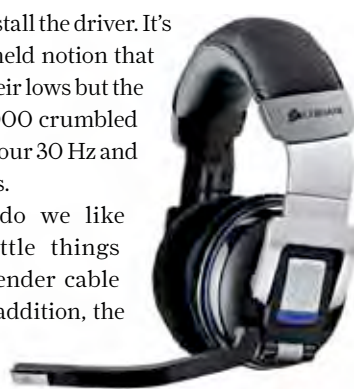 stall the driver. It's
held notion that
eir lows but the
000 crumbled
our 30 Hz and
s.
do we like
ttle things
ender cable
addition, the
CORSAIR